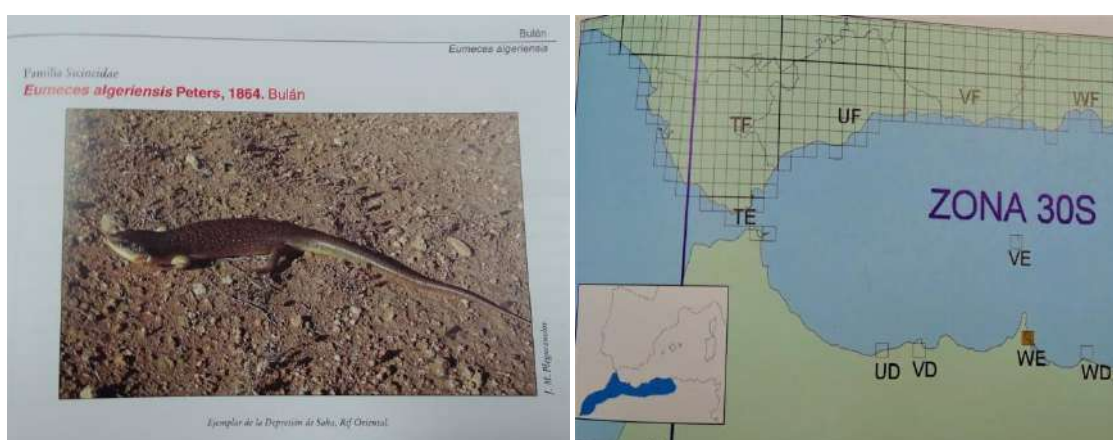 Bulán
Eumeces algeriensis
Familia Scincidae
Eumeces algeriensis Peters, 1864. Bulán
J. M. Pleguezuelos
Ejemplar de la Depresión de Saka, Rif Oriental.
VF
WF
UF
TF
ZONA 30S
TE
VE
UD
VD
WE
WD